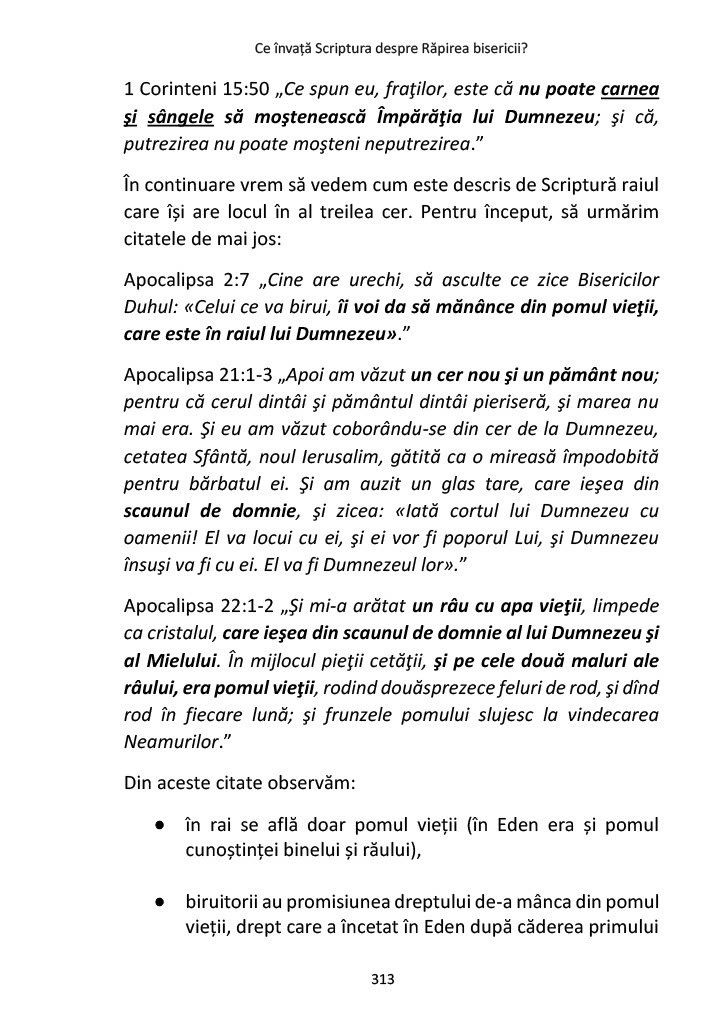 Ce învață Scriptura despre Răpirea bisericii?
1 Corinteni 15:50 „Ce spun eu, fraţilor, este că nu poate carnea
şi sângele să moştenească Împărăţia lui Dumnezeu; şi că,
putrezirea nu poate moşteni neputrezirea.”
În continuare vrem să vedem cum este descris de Scriptură raiul
care își are locul în al treilea cer. Pentru început, să urmărim
citatele de mai jos:
Apocalipsa 2:7 „Cine are urechi, să asculte ce zice Bisericilor
Duhul: «Celui ce va birui, îi voi da să mănânce din pomul vieţii,
care este în raiul lui Dumnezeu».”
Apocalipsa 21:1-3 „Apoi am văzut un cer nou şi un pământ nou;
pentru că cerul dintâi şi pământul dintâi pieriseră, şi marea nu
mai era. Şi eu am văzut coborându-se din cer de la Dumnezeu,
cetatea Sfântă, noul Ierusalim, gătită ca o mireasă împodobită
pentru bărbatul ei. Şi am auzit un glas tare, care ieşea din
scaunul de domnie, şi zicea: «Iată cortul lui Dumnezeu cu
oamenii! El va locui cu ei, şi ei vor fi poporul Lui, şi Dumnezeu
însuşi va fi cu ei. El va fi Dumnezeul lor».”
Apocalipsa 22:1-2 „Şi mi-a arătat un râu cu apa vieţii, limpede
ca cristalul, care ieşea din scaunul de domnie al lui Dumnezeu şi
al Mielului. În mijlocul pieţii cetăţii, şi pe cele două maluri ale
râului, era pomul vieţii, rodind douăsprezece feluri de rod, şi dînd
rod în fiecare lună; şi frunzele pomului slujesc la vindecarea
Neamurilor.”
Din aceste citate observăm:
● în rai se află doar pomul vieții (în Eden era și pomul
cunoștinței binelui și răului),
● biruitorii au promisiunea dreptului de-a mânca din pomul
vieții, drept care a încetat în Eden după căderea primului
313